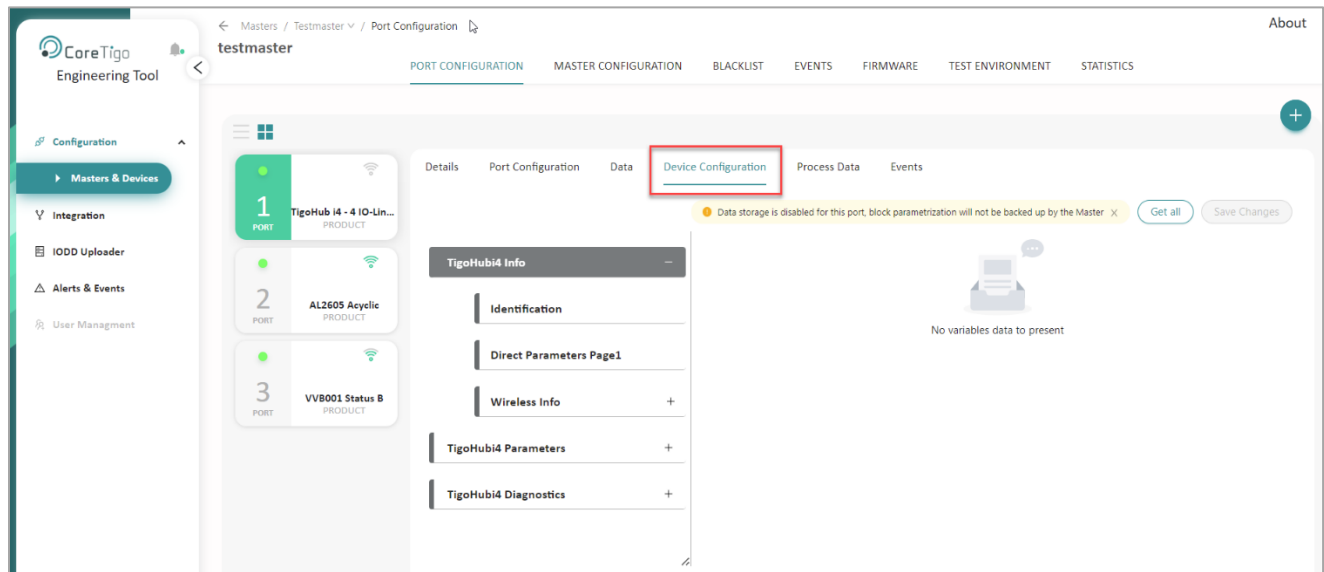 Masters / Testmaster / Port Configuration
About
CoreTigo
Engineering Tool
testmaster
PORT CONFIGURATION MASTER CONFIGURATION BLACKLIST EVENTS FIRMWARE TEST ENVIRONMENT STATISTICS
+
Configuration
Masters & Devices
Integration
IODD Uploader
Alerts & Events
User Managment
1
PORT
TigoHub i4 - 4 IO-Lin...
PRODUCT
2
PORT
AL2605 Acyclic
PRODUCT
3
PORT
VVB001 Status B
PRODUCT
Details Port Configuration Data Device Configuration Process Data Events
Data storage is disabled for this port, block parametrization will not be backed up by the Master X
Get all
Save Changes
TigoHubi4 Info −
Identification
Direct Parameters Page1
Wireless Info +
TigoHubi4 Parameters +
TigoHubi4 Diagnostics +
No variables data to present